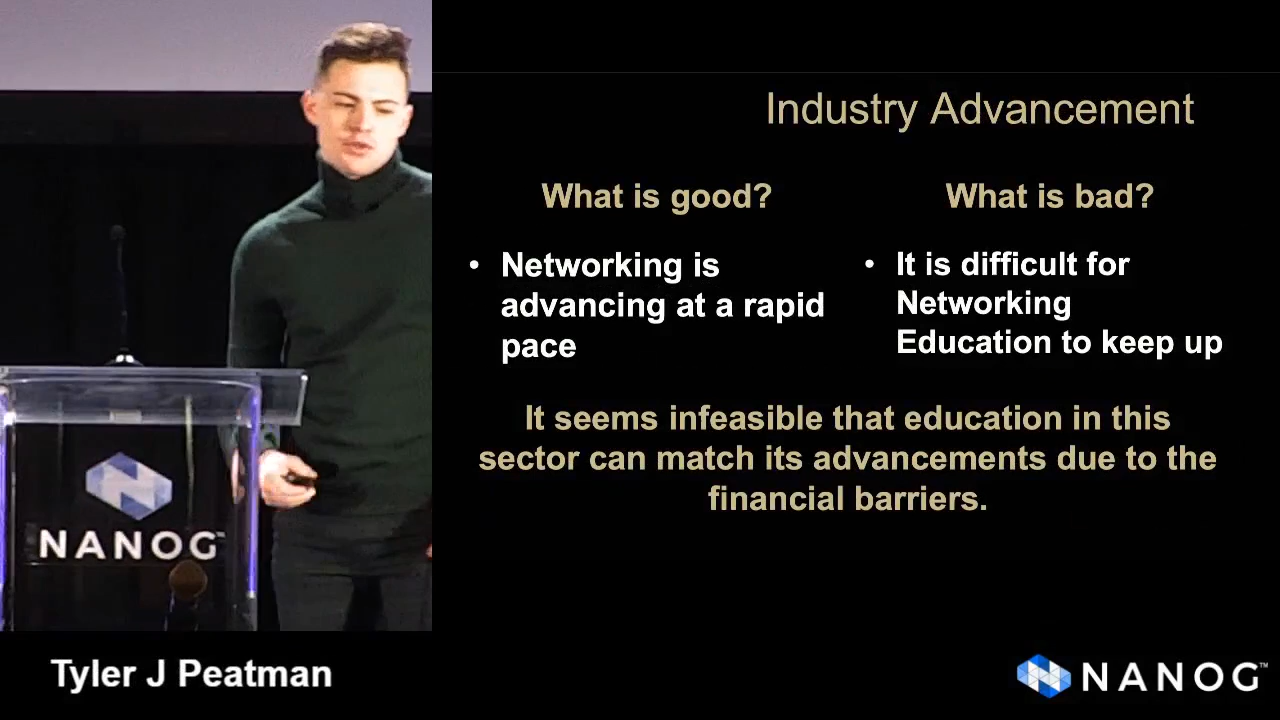 Industry Advancement
What is good?
What is bad?
• Networking is
advancing at a rapid
pace
• It is difficult for
Networking
Education to keep up
It seems infeasible that education in this
sector can match its advancements due to the
financial barriers.
NANOG™
Tyler J Peatman
NANOG™